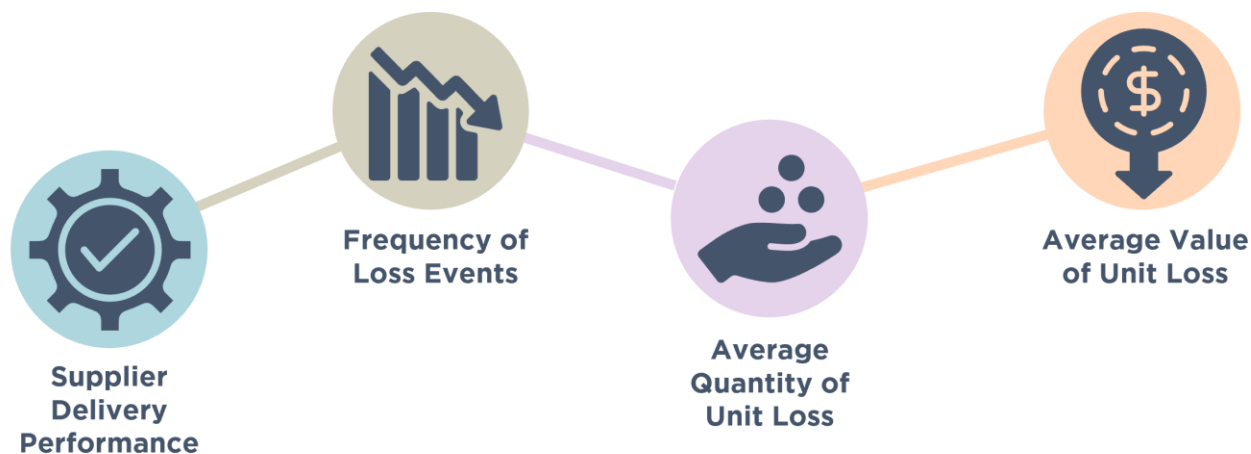 Supplier
Delivery
Performance
Frequency of
Loss Events
Average
Quantity of
Unit Loss
$
Average Value
of Unit Loss